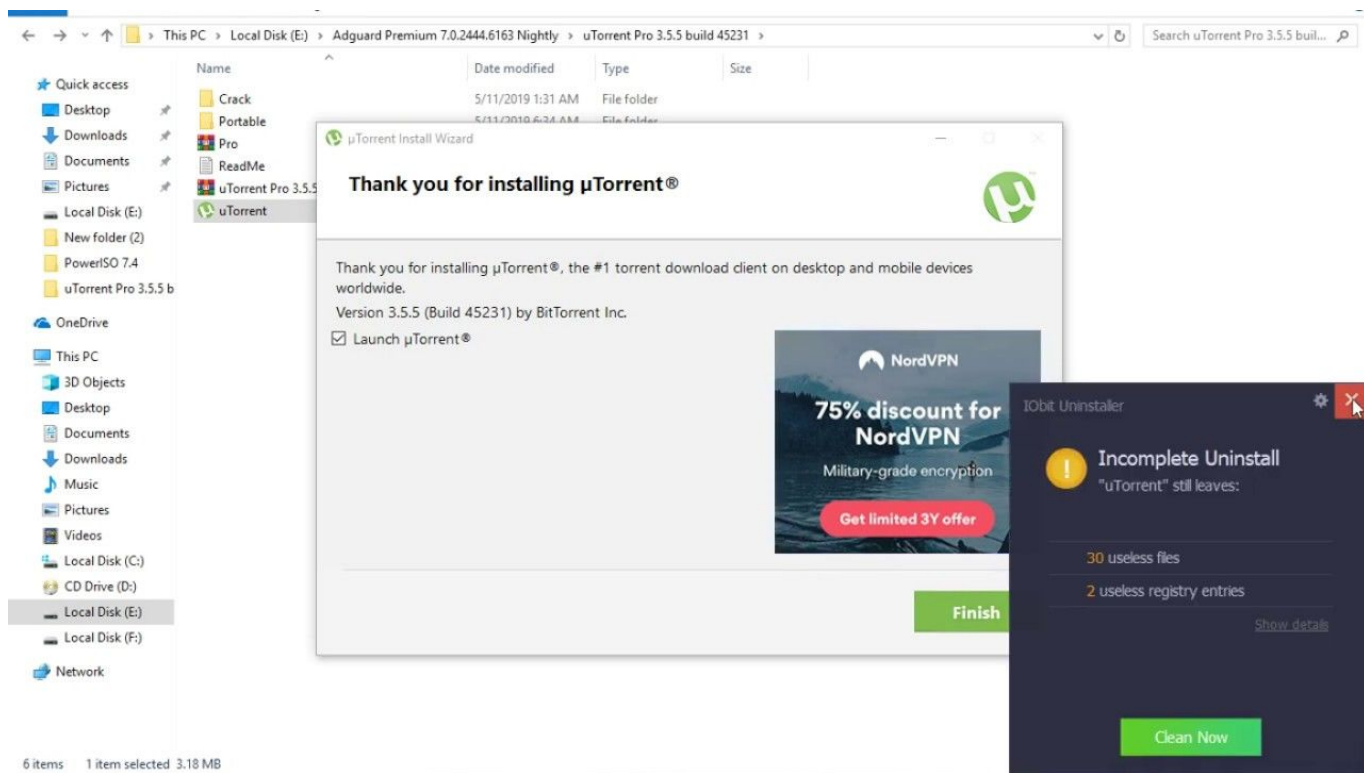 This PC > Local Disk (E:) > Adguard Premium 7.0.2444.6163 Nightly > uTorrent Pro 3.5.5 build 45231 >
Search uTorrent Pro 3.5.5 buil...
Name Date modified Type Size
Quick access
Desktop
Downloads
Documents
Pictures
Local Disk (E:)
New folder (2)
PowerISO 7.4
uTorrent Pro 3.5.5 b
OneDrive
This PC
3D Objects
Desktop
Documents
Downloads
Music
Pictures
Videos
Local Disk (C:)
CD Drive (D:)
Local Disk (E:)
Local Disk (F:)
Network
Crack 5/11/2019 1:31 AM File folder
Portable 5/11/2019 6:34 AM File folder
Pro
ReadMe
uTorrent Pro 3.5.5
uTorrent
µTorrent Install Wizard
Thank you for installing µTorrent®
Thank you for installing µTorrent®, the #1 torrent download client on desktop and mobile devices
worldwide.
Version 3.5.5 (Build 45231) by BitTorrent Inc.
Launch µTorrent®
NordVPN
75% discount for
NordVPN
Military-grade encryption
Get limited 3Y offer
Finish
IObit Uninstaller
Incomplete Uninstall
"uTorrent" still leaves:
30 useless files
2 useless registry entries
Show details
Clean Now
6 items 1 item selected 3.18 MB